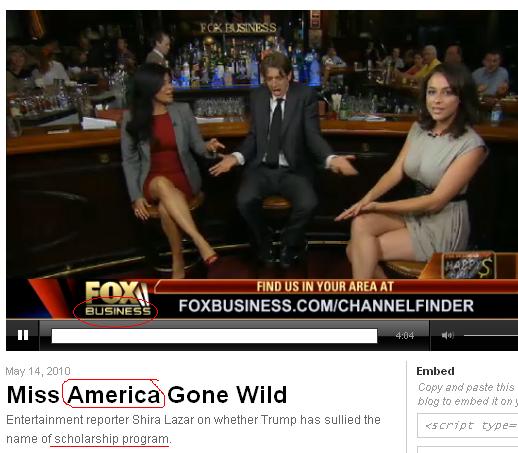 FOX BUSINESS
HAPPY
FOX
BUSINESS
FIND US IN YOUR AREA AT
FOXBUSINESS.COM/CHANNELFINDER
4:04
May 14, 2010
Miss America Gone Wild
Entertainment reporter Shira Lazar on whether Trump has sullied the
name of scholarship program.
Embed
Copy and paste this
blog to embed it on y
<script type=